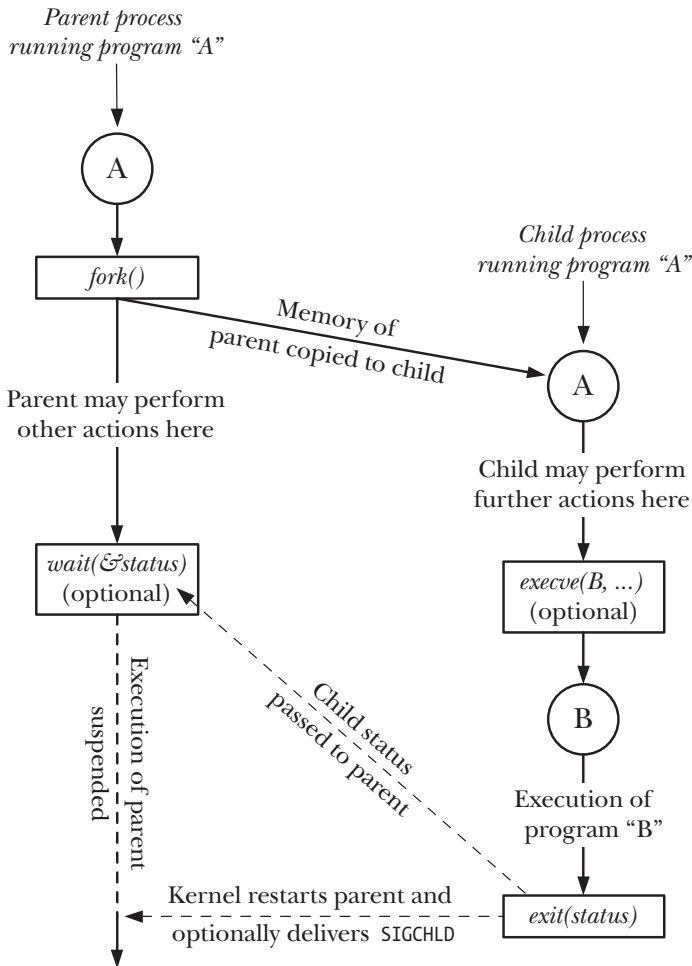 Parent process
running program “A”
A
fork()
Memory of
parent copied to child
Child process
running program “A”
A
Parent may perform
other actions here
Child may perform
further actions here
wait(&status)
(optional)
execve(B, ...)
(optional)
B
Execution of parent
suspended
Child status
passed to parent
Execution of
program “B”
Kernel restarts parent and
optionally delivers SIGCHLD
exit(status)